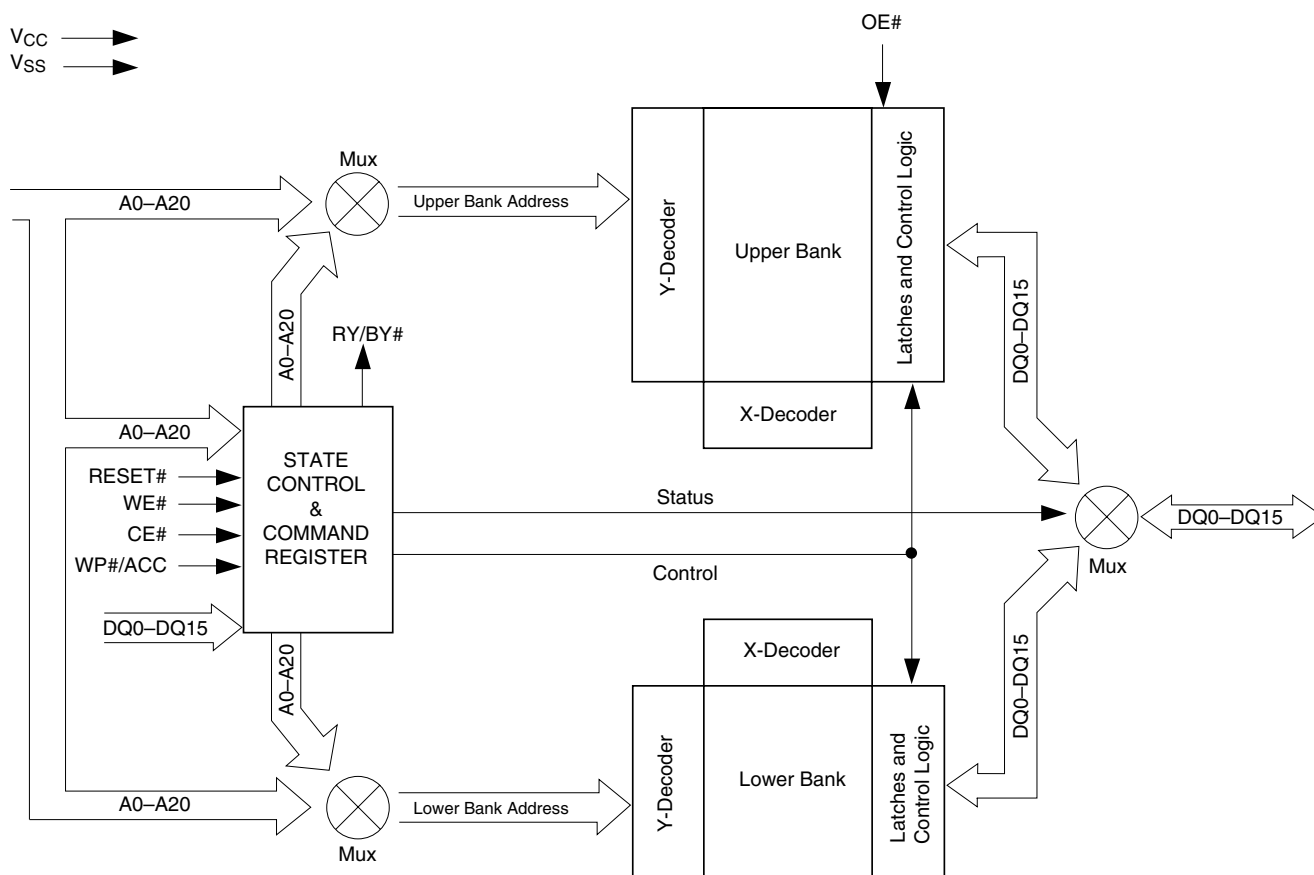 OE#
VCC
VSS
Mux
A0–A20
Upper Bank Address
Y-Decoder
Upper Bank
Latches and Control Logic
DQ0–DQ15
A0–A20
RY/BY#
X-Decoder
A0–A20
STATE
CONTROL
&
COMMAND
REGISTER
RESET#
WE#
CE#
WP#/ACC
DQ0–DQ15
Status
Control
DQ0–DQ15
Mux
X-Decoder
A0–A20
DQ0–DQ15
Y-Decoder
Lower Bank
Latches and
Control Logic
A0–A20
Lower Bank Address
Mux